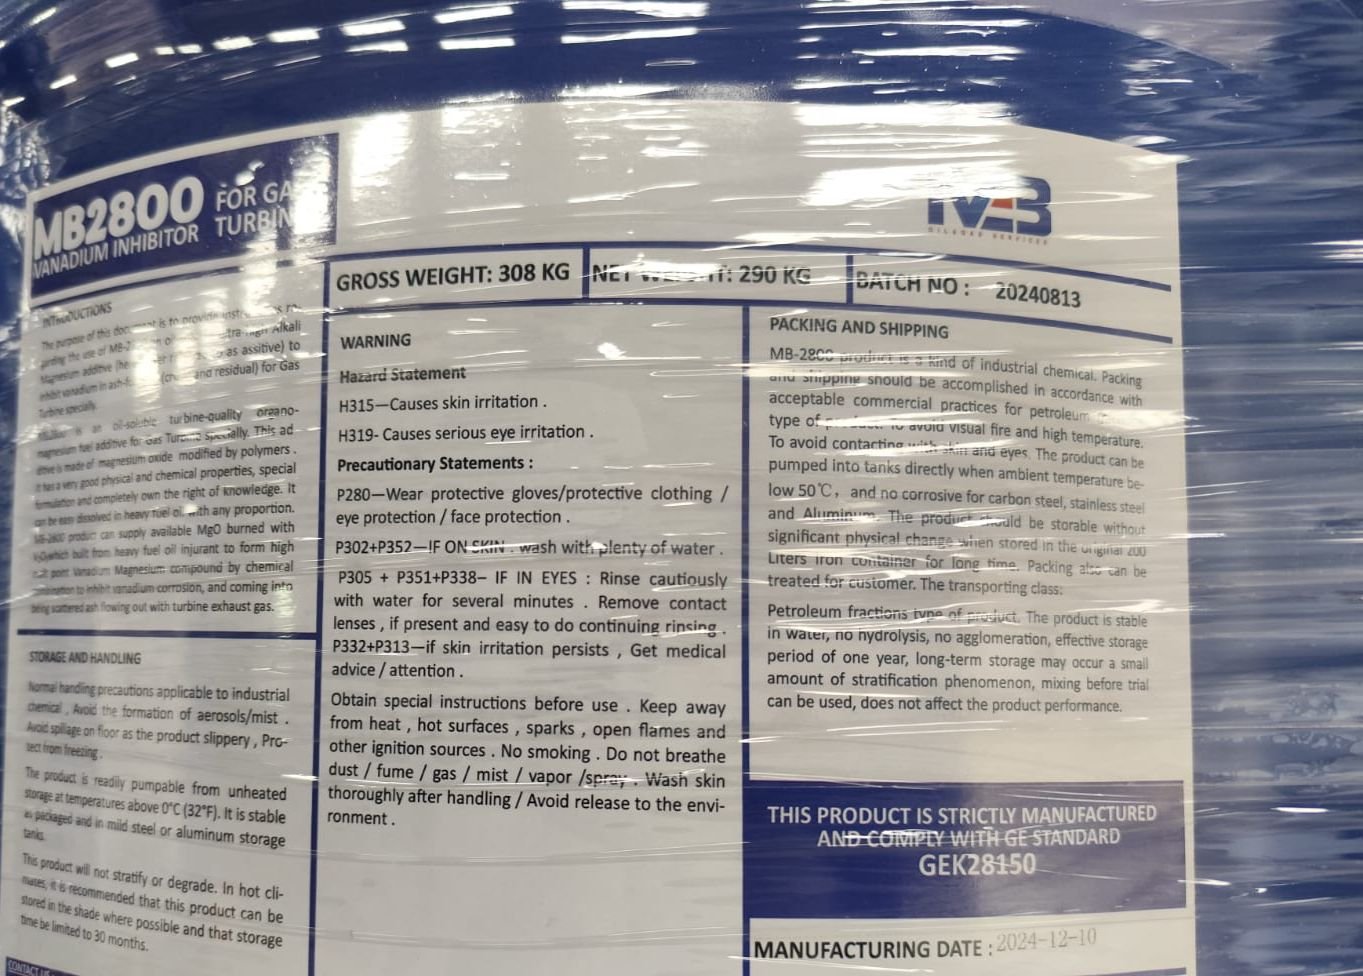 MB2800
VANADIUM INHIBITOR
FOR GA
TURBIN
MB
OIL&GAS SERVICES
GROSS WEIGHT: 308 KG
NET WEIGHT: 290 KG
BATCH NO : 20240813
INTRODUCTIONS
The purpose of this document is to provide
the use of
Magnesium additive as assitive) to
inhibit vanadium in and residual) for Gas
Turbine specially.
is an oil-soluble turbine-quality organo-
magnesium fuel additive for Gas Turbine specially. This ad
ditive is made of magnesium oxide modified by polymers .
It has a very good physical and chemical properties, special
formulation and completely own the right of knowledge. It
can be easy dissolved in heavy fuel oil, with any proportion.
MB-2800 product can supply available MgO burned with
which built from heavy fuel oil injurant to form high
point Vanadium Magnesium compound by chemical
to inhibit vanadium corrosion, and coming into
being scattered ash flowing out with turbine exhaust gas.
STORAGE AND HANDLING
Normal handling precautions applicable to industrial
chemical , Avoid the formation of aerosols/mist .
Avoid spillage on floor as the product slippery , Pro-
tect from freezing .
The product is readily pumpable from unheated
storage at temperatures above 0°C (32°F). It is stable
as packaged and in mild steel or aluminum storage
tanks.
This product will not stratify or degrade. In hot cli-
mates, it is recommended that this product can be
stored in the shade where possible and that storage
time be limited to 30 months.
CONTACT US
WARNING
Hazard Statement
H315—Causes skin irritation .
H319- Causes serious eye irritation .
Precautionary Statements :
P280—Wear protective gloves/protective clothing /
eye protection / face protection .
P302+P352—IF ON SKIN . wash with plenty of water .
P305 + P351+P338– IF IN EYES : Rinse cautiously
with water for several minutes . Remove contact
lenses , if present and easy to do continuing rinsing .
P332+P313—if skin irritation persists , Get medical
advice / attention .
Obtain special instructions before use . Keep away
from heat , hot surfaces , sparks , open flames and
other ignition sources . No smoking . Do not breathe
dust / fume / gas / mist / vapor /spray . Wash skin
thoroughly after handling / Avoid release to the envi-
ronment .
PACKING AND SHIPPING
MB-2800 product is a kind of industrial chemical. Packing
and shipping should be accomplished in accordance with
acceptable commercial practices for petroleum
type of product. To avoid visual fire and high temperature.
To avoid contacting with skin and eyes. The product can be
pumped into tanks directly when ambient temperature be-
low 50℃, and no corrosive for carbon steel, stainless steel
and Aluminum. The product should be storable without
significant physical change when stored in the original 200
Liters iron container for long time. Packing also can be
treated for customer. The transporting class:
Petroleum fractions type of product. The product is stable
in water, no hydrolysis, no agglomeration, effective storage
period of one year, long-term storage may occur a small
amount of stratification phenomenon, mixing before trial
can be used, does not affect the product performance.
THIS PRODUCT IS STRICTLY MANUFACTURED
AND COMPLY WITH GE STANDARD
GEK28150
MANUFACTURING DATE : 2024-12-10